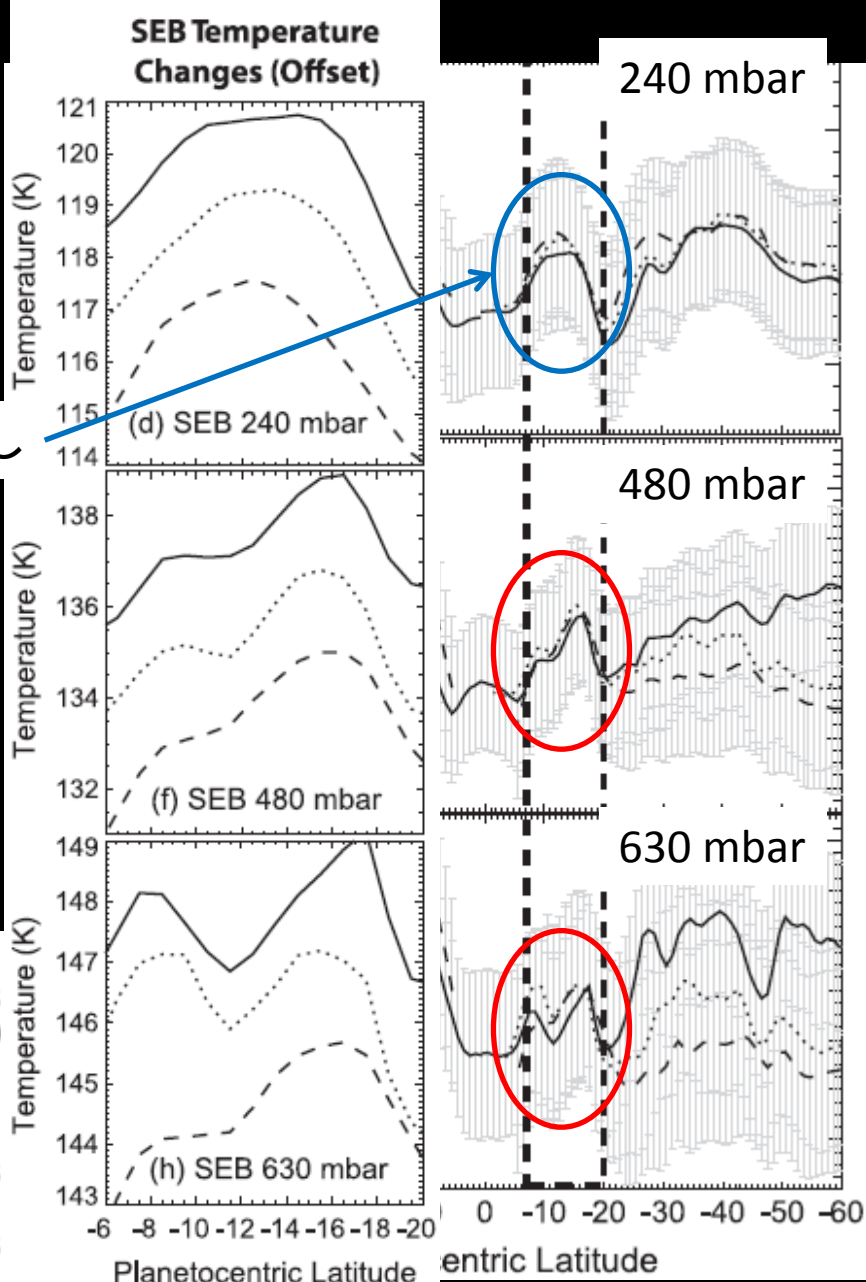 SEB Temperature
Changes (Offset)
121
120
119
118
117
116
115
114
Temperature (K)
(d) SEB 240 mbar
240 mbar
138
136
134
132
Temperature (K)
(f) SEB 480 mbar
480 mbar
149
148
147
146
145
144
143
Temperature (K)
(h) SEB 630 mbar
630 mbar
-6 -8 -10 -12 -14 -16 -18 -20
Planetocentric Latitude
0 -10 -20 -30 -40 -50 -60
entric Latitude